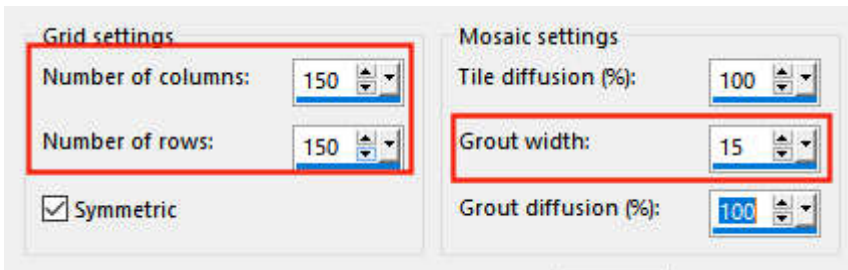 Grid settings
Number of columns: 150
Number of rows: 150
Symmetric
Mosaic settings
Tile diffusion (%): 100
Grout width: 15
Grout diffusion (%): 100